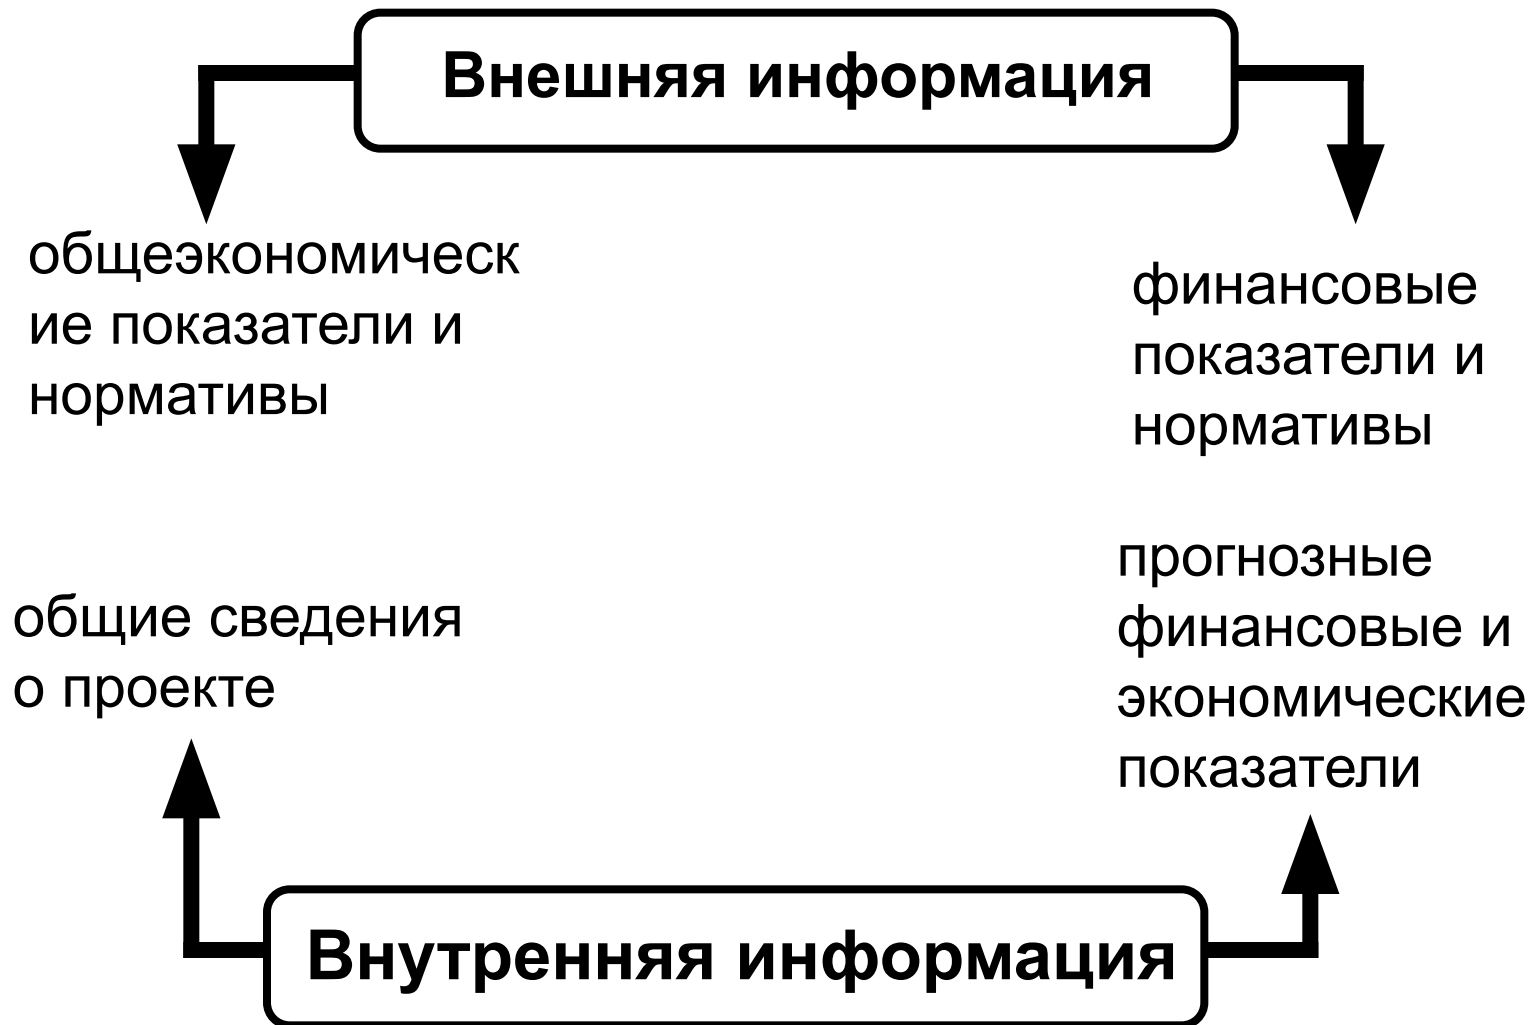 Внешняя информация
общеэкономическ
ие показатели и
нормативы
финансовые
показатели и
нормативы
общие сведения
о проекте
прогнозные
финансовые и
экономические
показатели
Внутренняя информация